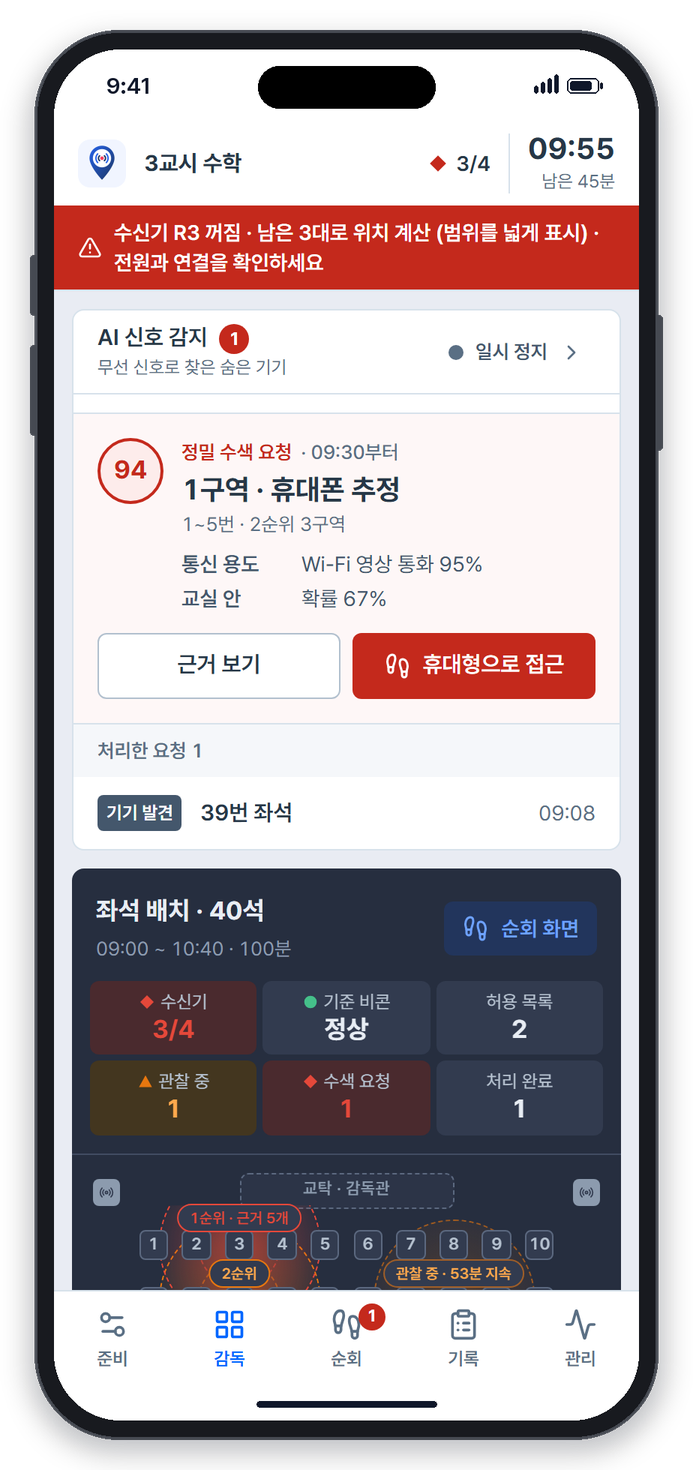 9:41
3교시 수학
3/4
09:55
남은 45분
수신기 R3 꺼짐 · 남은 3대로 위치 계산 (범위를 넓게 표시) ·
전원과 연결을 확인하세요
AI 신호 감지 1
무선 신호로 찾은 숨은 기기
일시 정지
94
정밀 수색 요청 · 09:30부터
1구역 · 휴대폰 추정
1~5번 · 2순위 3구역
통신 용도 Wi-Fi 영상 통화 95%
교실 안 확률 67%
근거 보기
휴대형으로 접근
처리한 요청 1
기기 발견 39번 좌석 09:08
좌석 배치 · 40석
09:00 ~ 10:40 · 100분
순회 화면
수신기 기준 비콘 허용 목록
3/4 정상 2
관찰 중 수색 요청 처리 완료
1 1 1
교탁 · 감독관
1순위 · 근거 5개
1 2 3 4 5 6 7 8 9 10
2순위 관찰 중 · 53분 지속
1
준비 감독 순회 기록 관리